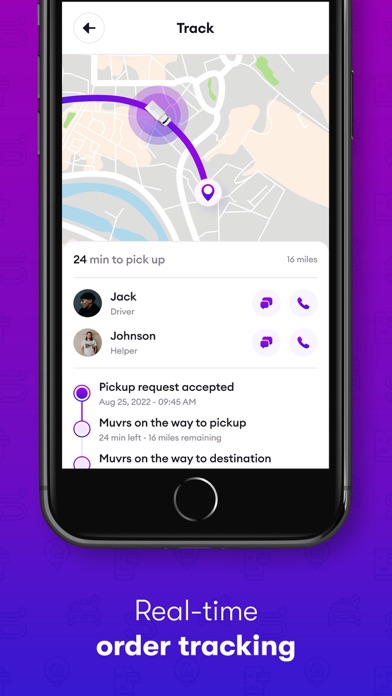 Track
24 min to pick up
16 miles
Jack
Driver
Johnson
Helper
Pickup request accepted
Aug 25, 2022 - 09:45 AM
Muvrs on the way to pickup
24 min left - 16 miles remaining
Muvrs on the way to destination
Real-time
order tracking